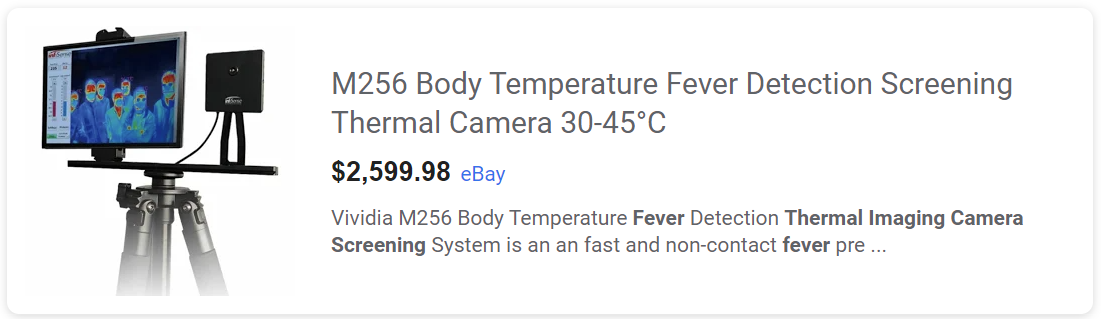 M256 Body Temperature Fever Detection Screening
Thermal Camera 30-45°C
$2,599.98 eBay
Vividia M256 Body Temperature Fever Detection Thermal Imaging Camera
Screening System is an an fast and non-contact fever pre ...